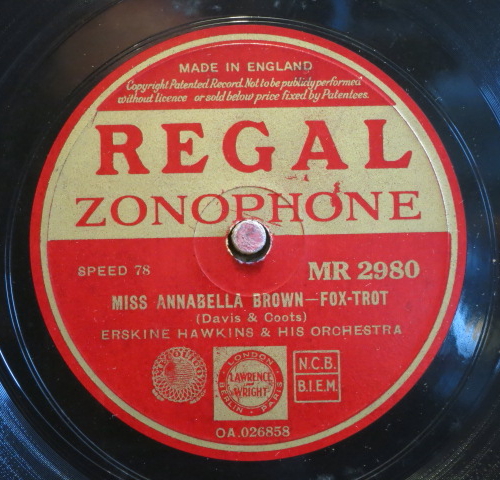 MADE IN ENGLAND
Copyright Patented Record. Not to be publicly performed
without licence or sold below price fixed by Patentees.
REGAL
ZONOPHONE
SPEED 78
MR 2980
MISS ANNABELLA BROWN—FOX-TROT
(Davis & Coots)
ERSKINE HAWKINS & HIS ORCHESTRA
LONDON
LAWRENCE
WRIGHT
BERLIN PARIS
N.C.B.
B.I.E.M.
OA.026858